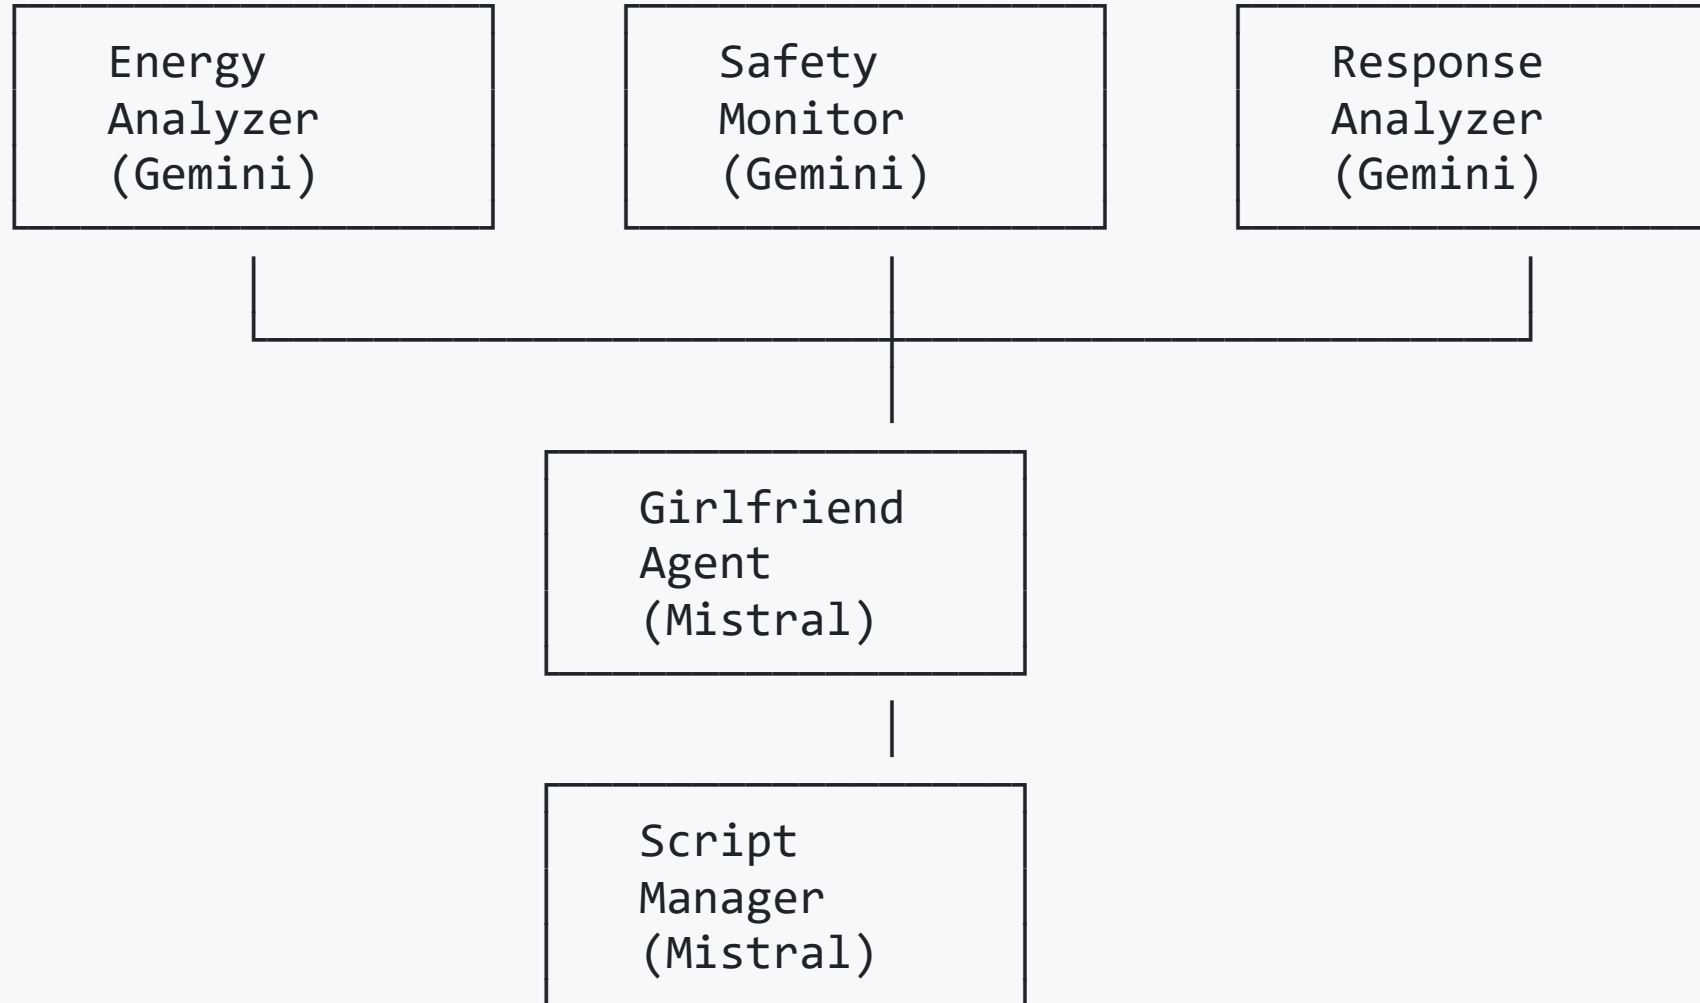 Energy
Analyzer
(Gemini)
Safety
Monitor
(Gemini)
Response
Analyzer
(Gemini)
Girlfriend
Agent
(Mistral)
Script
Manager
(Mistral)